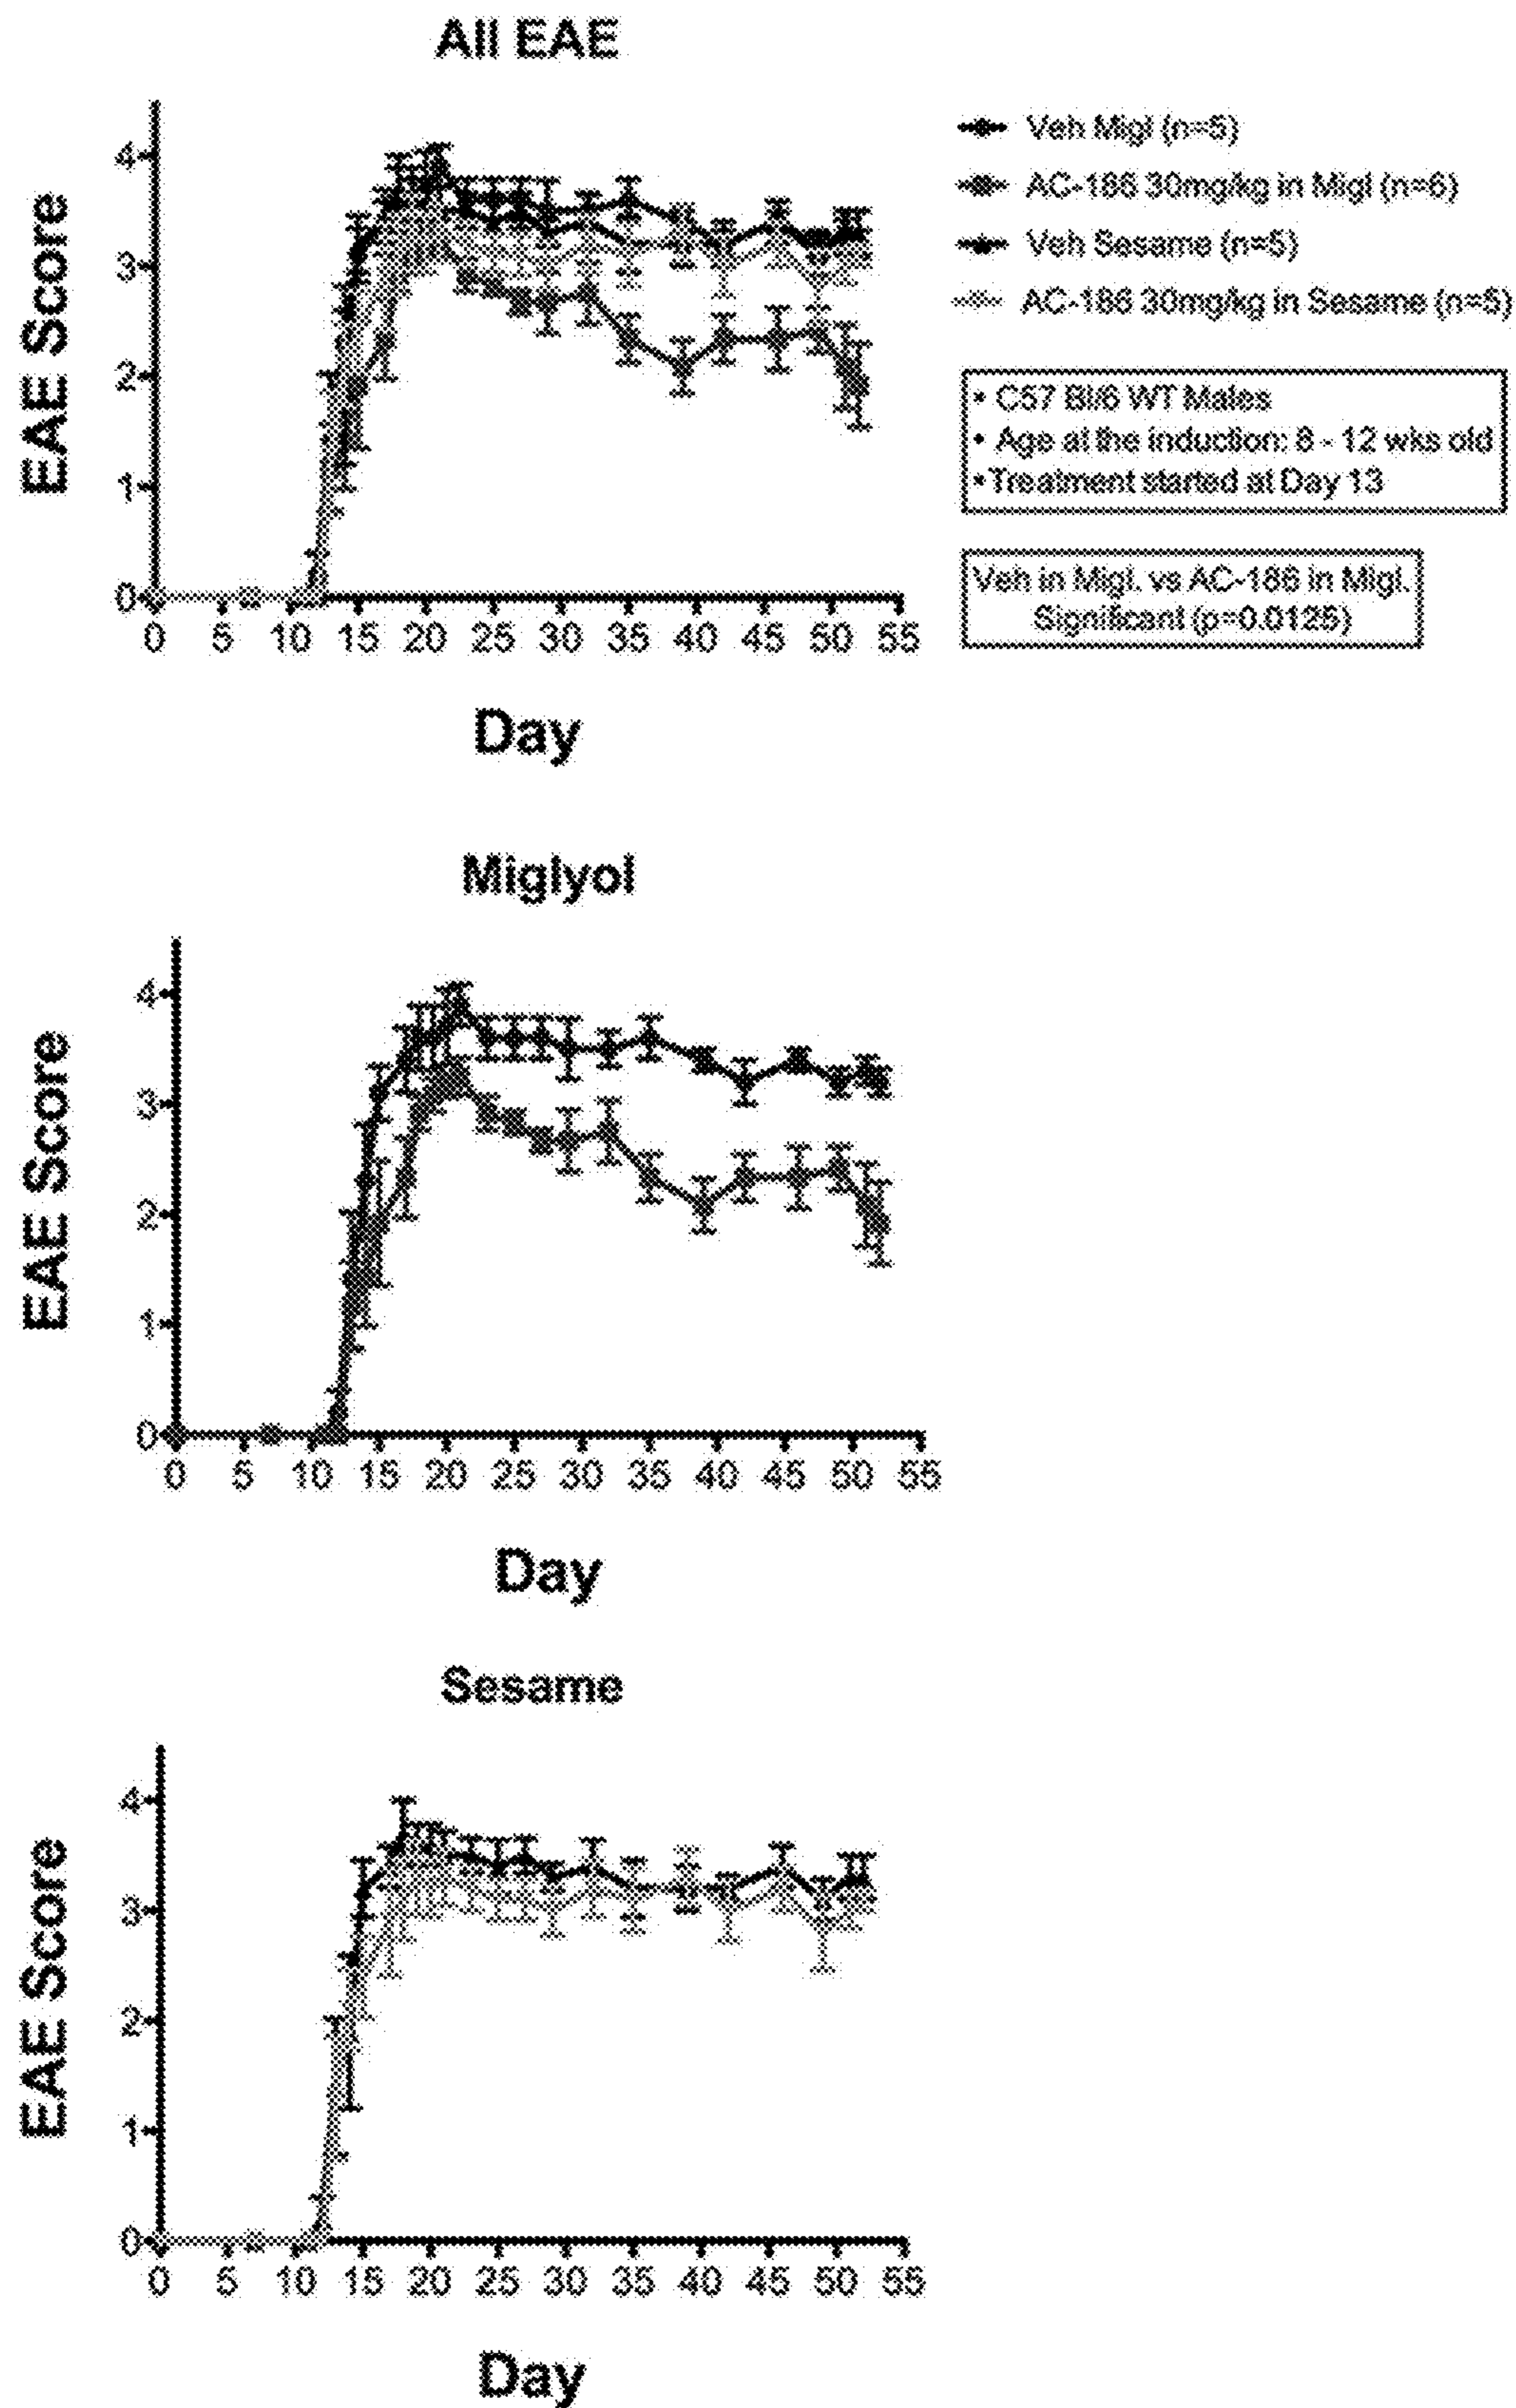 All EAE
EAE Score
4
3
2
1
0
0 5 10 15 20 25 30 35 40 45 50 55
Day
Veh Migl (n=5)
AC-186 30mg/kg in Migl (n=6)
Veh Sesame (n=5)
AC-186 30mg/kg in Sesame (n=5)
• C57 Bl/6 WT Males
• Age at the induction: 8 - 12 wks old
• Treatment started at Day 13
Veh in Migl. vs AC-186 in Migl.
Significant (p=0.0125)
Miglyol
EAE Score
4
3
2
1
0
0 5 10 15 20 25 30 35 40 45 50 55
Day
Sesame
EAE Score
4
3
2
1
0
0 5 10 15 20 25 30 35 40 45 50 55
Day